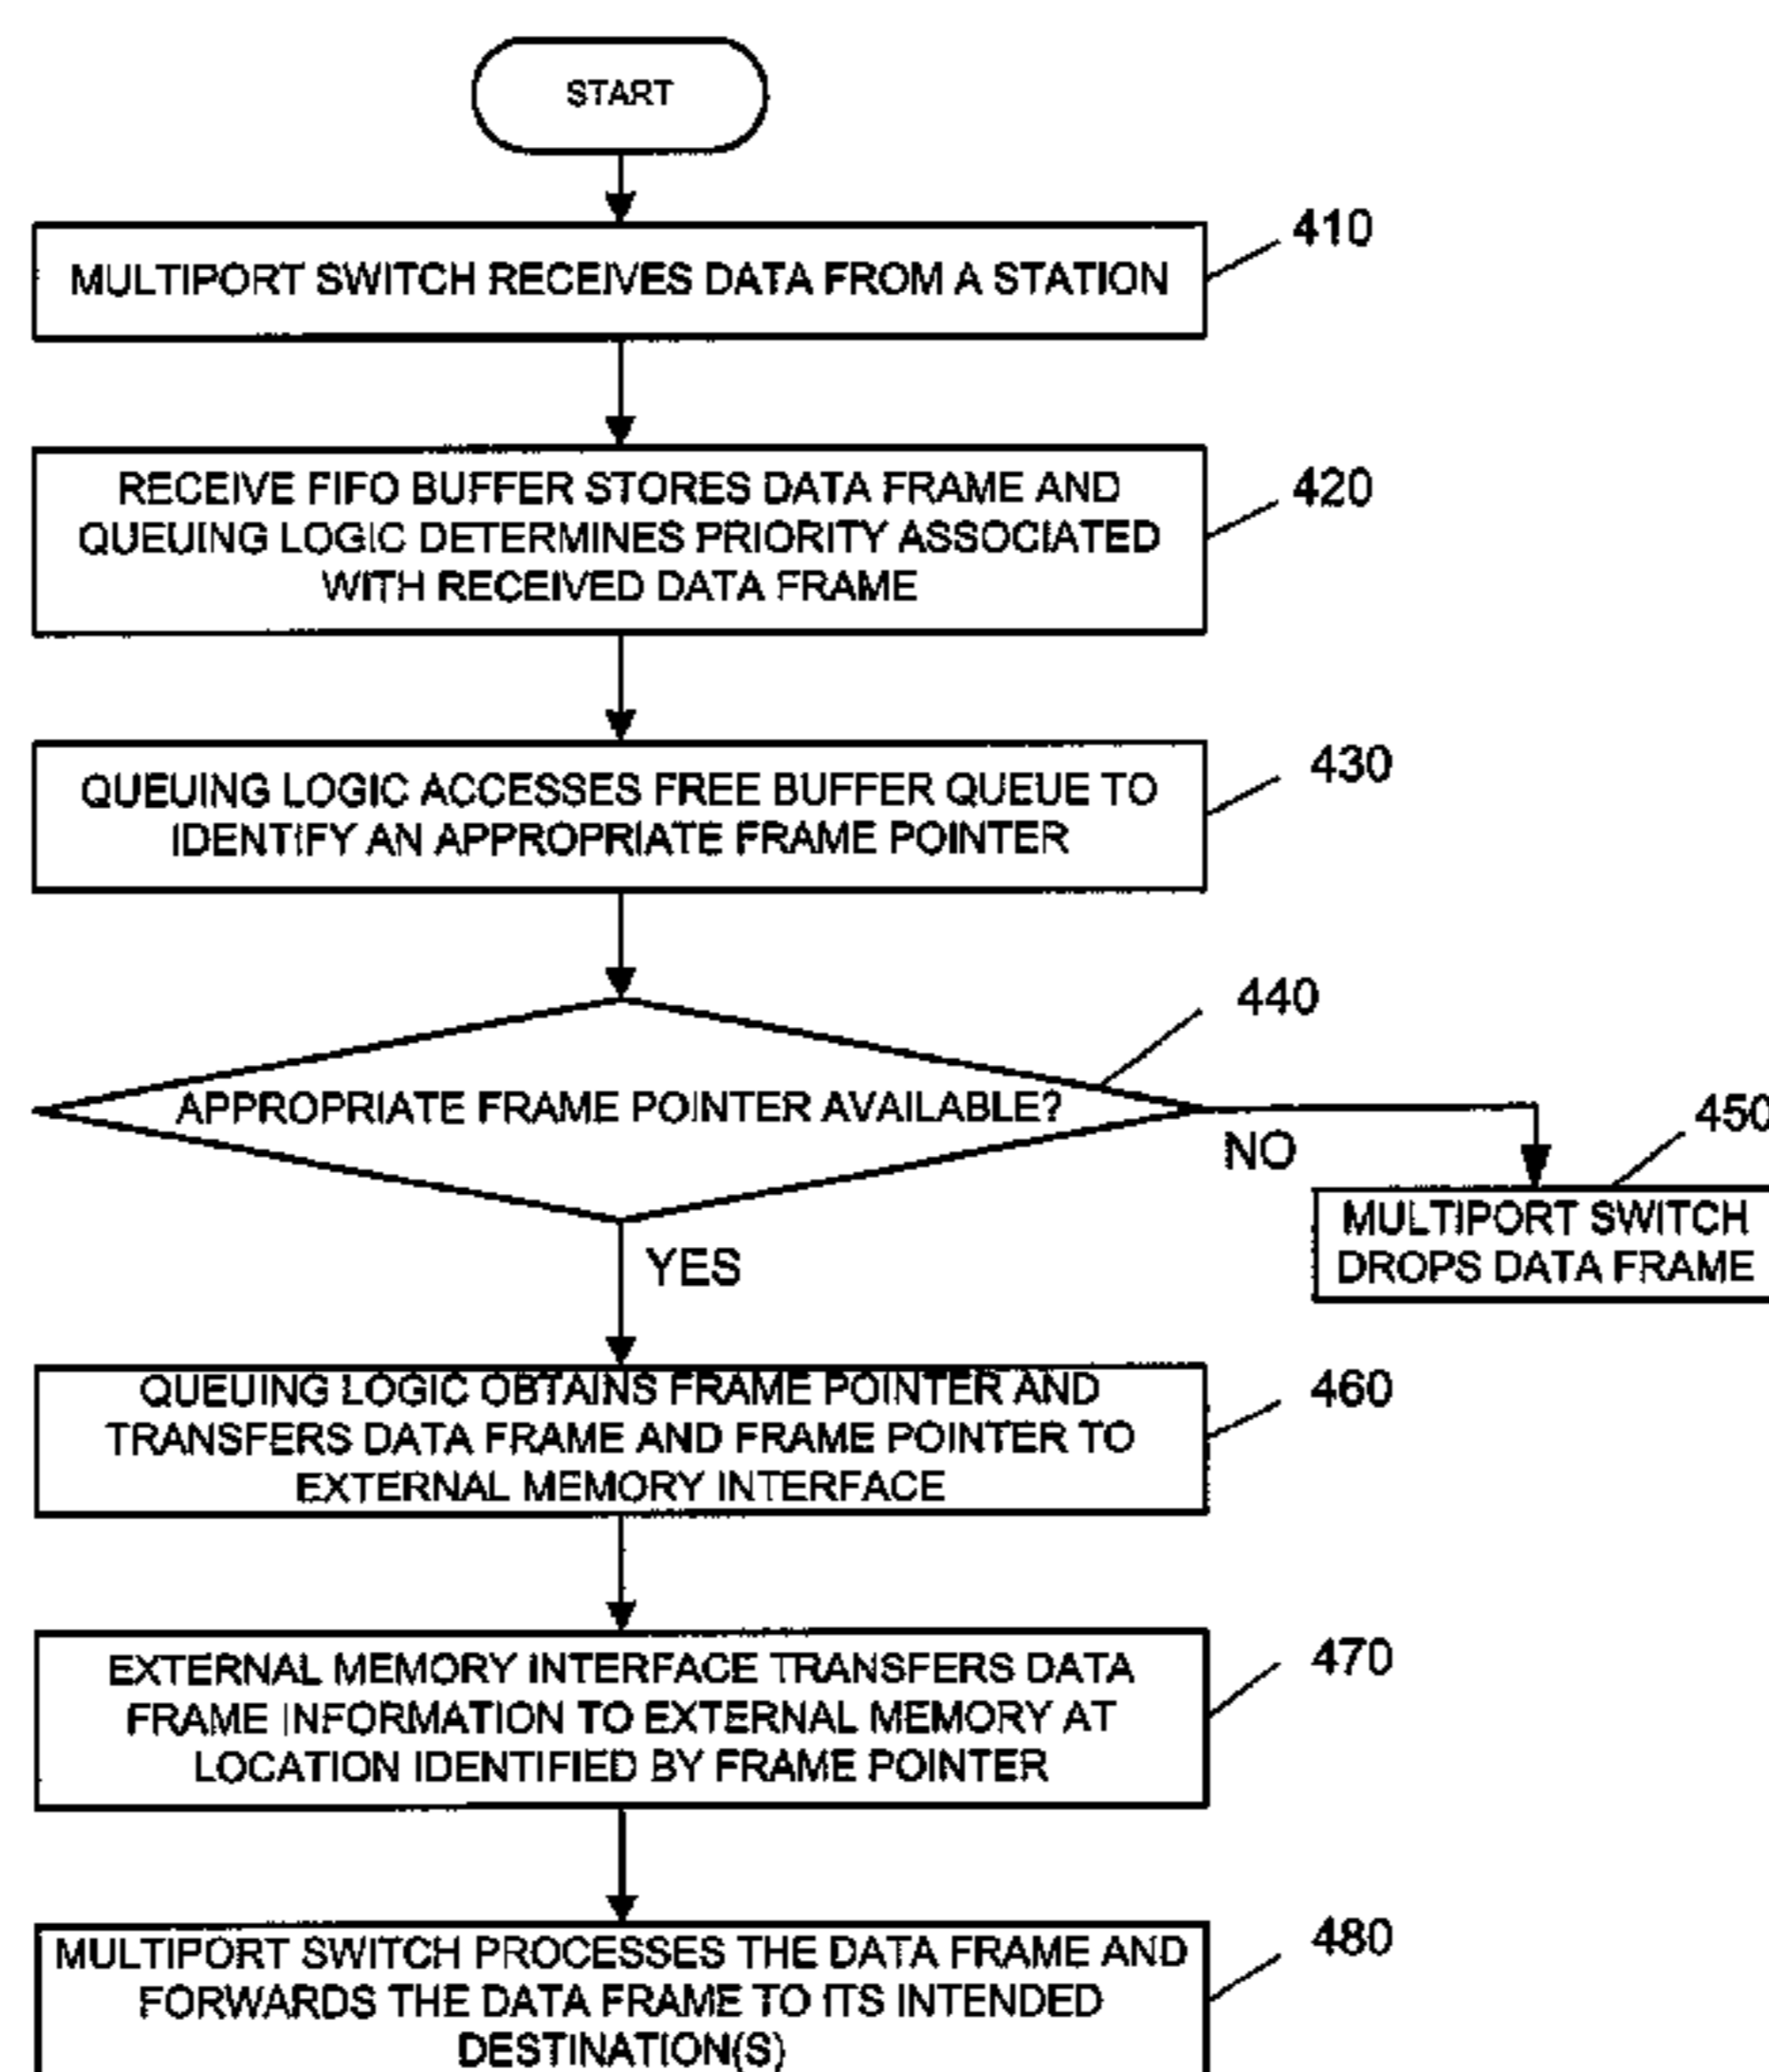 START
410
MULTIPORT SWITCH RECEIVES DATA FROM A STATION
420
RECEIVE FIFO BUFFER STORES DATA FRAME AND
QUEUING LOGIC DETERMINES PRIORITY ASSOCIATED
WITH RECEIVED DATA FRAME
430
QUEUING LOGIC ACCESSES FREE BUFFER QUEUE TO
IDENTIFY AN APPROPRIATE FRAME POINTER
440
APPROPRIATE FRAME POINTER AVAILABLE?
NO
450
MULTIPORT SWITCH
DROPS DATA FRAME
YES
460
QUEUING LOGIC OBTAINS FRAME POINTER AND
TRANSFERS DATA FRAME AND FRAME POINTER TO
EXTERNAL MEMORY INTERFACE
470
EXTERNAL MEMORY INTERFACE TRANSFERS DATA
FRAME INFORMATION TO EXTERNAL MEMORY AT
LOCATION IDENTIFIED BY FRAME POINTER
480
MULTIPORT SWITCH PROCESSES THE DATA FRAME AND
FORWARDS THE DATA FRAME TO ITS INTENDED
DESTINATION(S)